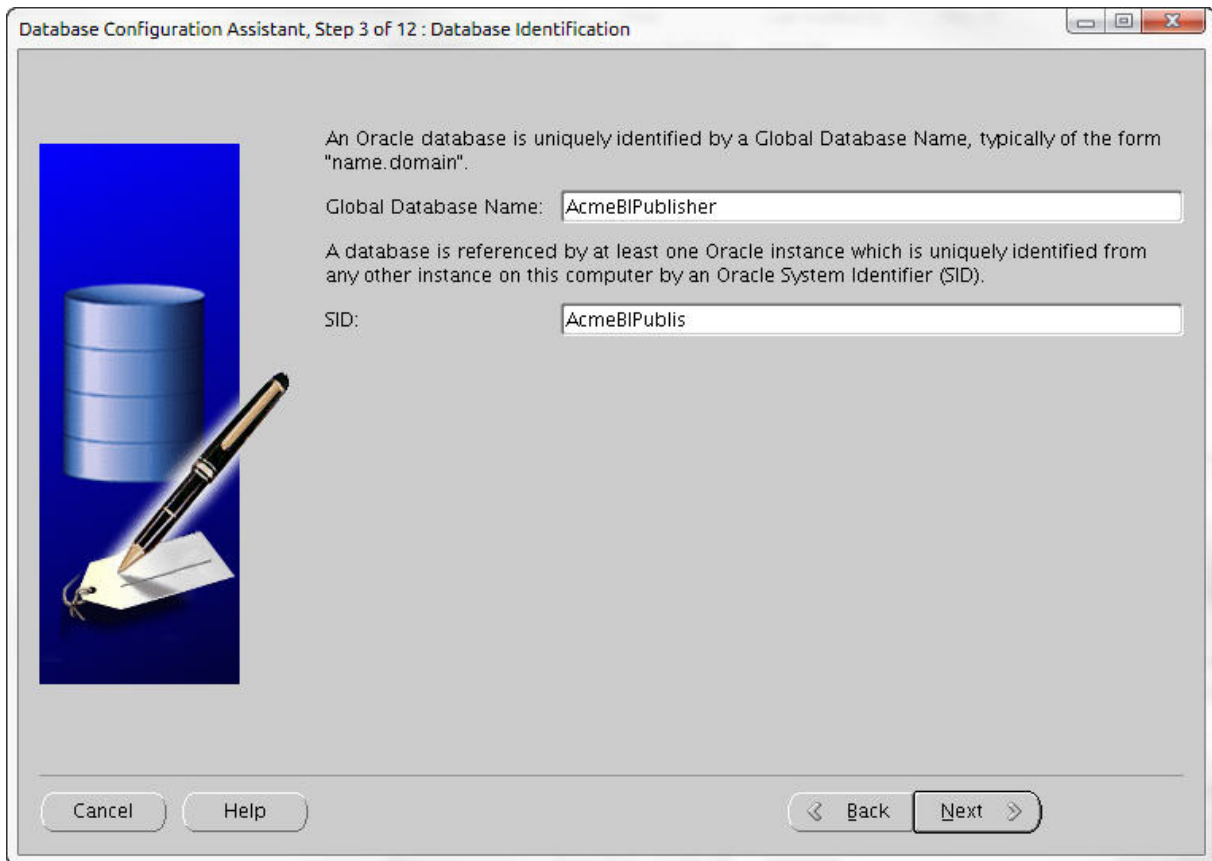 Database Configuration Assistant, Step 3 of 12 : Database Identification
An Oracle database is uniquely identified by a Global Database Name, typically of the form
"name.domain".
Global Database Name: AcmeBIPublisher
A database is referenced by at least one Oracle instance which is uniquely identified from
any other instance on this computer by an Oracle System Identifier (SID).
SID: AcmeBIPublis
Cancel Help Back Next